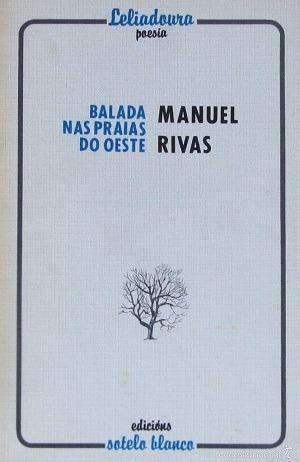 Leliadoura
poesía
BALADA
NAS PRAIAS
DO OESTE
MANUEL
RIVAS
edicións
sotelo blanco